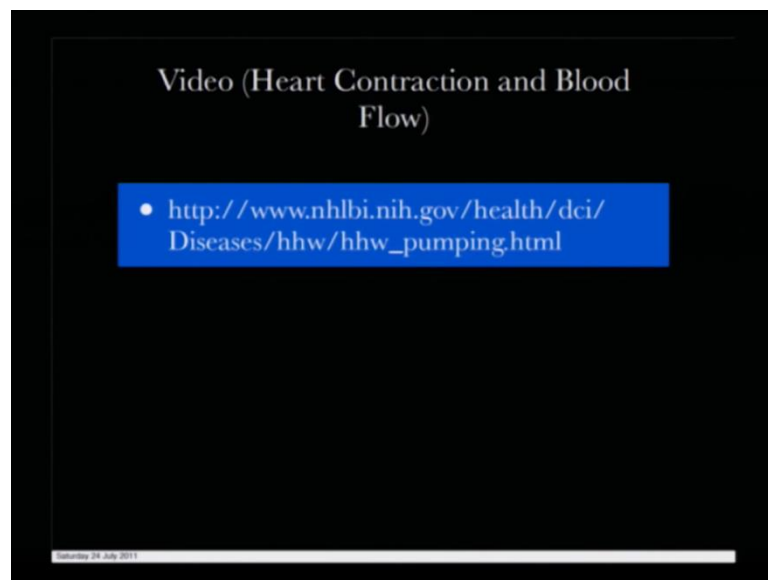 Video (Heart Contraction and Blood
Flow)
• http://www.nhlbi.nih.gov/health/dci/
Diseases/hhw/hhw_pumping.html
Saturday 24 July 2011